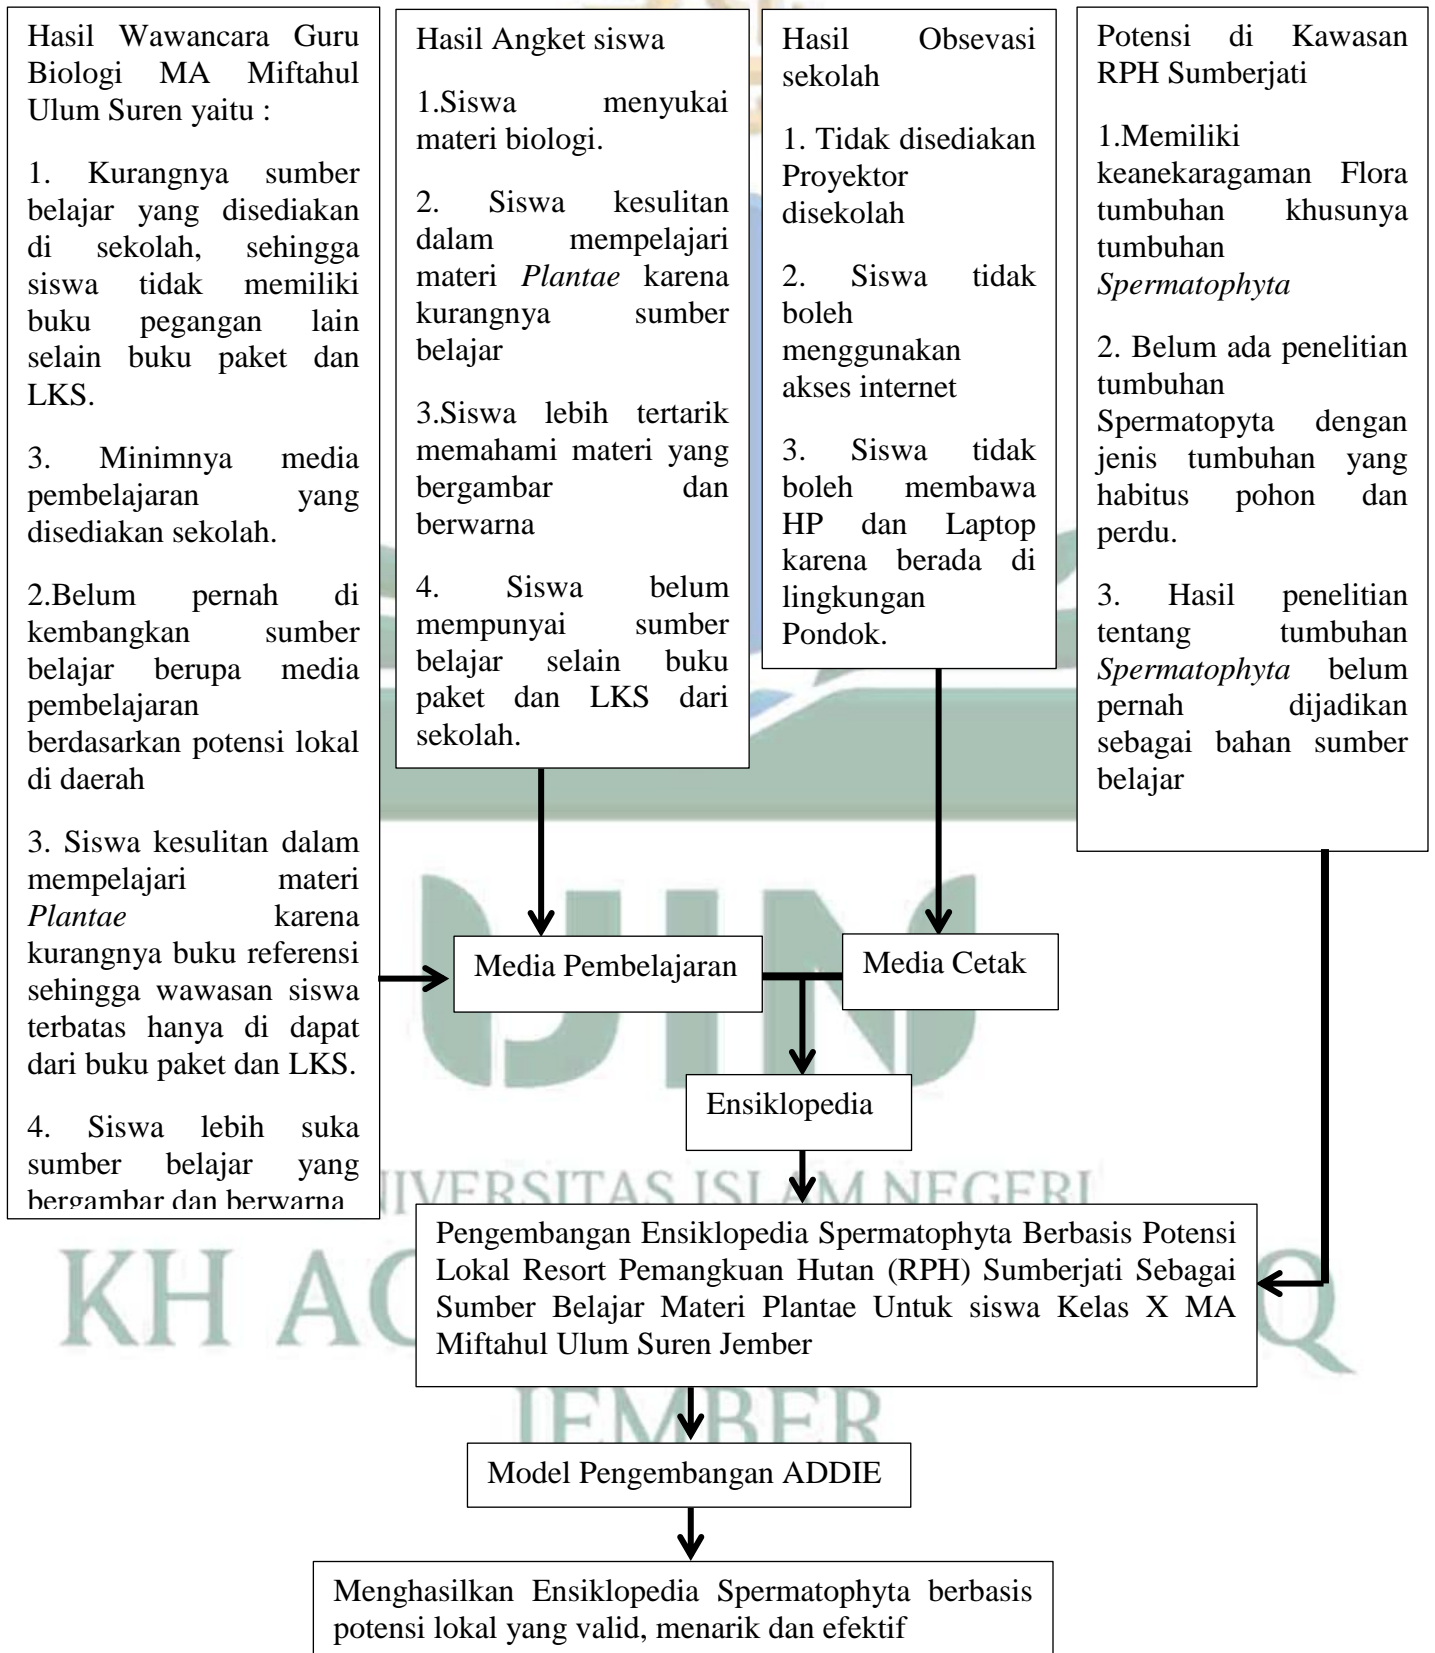 Hasil Wawancara Guru
Biologi MA Miftahul
Ulum Suren yaitu :
1. Kurangnya sumber
belajar yang disediakan
di sekolah, sehingga
siswa tidak memiliki
buku pegangan lain
selain buku paket dan
LKS.
3. Minimnya media
pembelajaran yang
disediakan sekolah.
2.Belum pernah di
kembangkan sumber
belajar berupa media
pembelajaran
berdasarkan potensi lokal
di daerah
3. Siswa kesulitan dalam
mempelajari materi
Plantae karena
kurangnya buku referensi
sehingga wawasan siswa
terbatas hanya di dapat
dari buku paket dan LKS.
4. Siswa lebih suka
sumber belajar yang
bergambar dan berwarna
Hasil Angket siswa
1.Siswa menyukai
materi biologi.
2. Siswa kesulitan
dalam mempelajari
materi Plantae karena
kurangnya sumber
belajar
3.Siswa lebih tertarik
memahami materi yang
bergambar dan
berwarna
4. Siswa belum
mempunyai sumber
belajar selain buku
paket dan LKS dari
sekolah.
Hasil Obsevasi
sekolah
1. Tidak disediakan
Proyektor
disekolah
2. Siswa tidak
boleh
menggunakan
akses internet
3. Siswa tidak
boleh membawa
HP dan Laptop
karena berada di
lingkungan
Pondok.
Potensi di Kawasan
RPH Sumberjati
1.Memiliki
keanekaragaman Flora
tumbuhan khusunya
tumbuhan
Spermatophyta
2. Belum ada penelitian
tumbuhan
Spermatopyta dengan
jenis tumbuhan yang
habitus pohon dan
perdu.
3. Hasil penelitian
tentang tumbuhan
Spermatophyta belum
pernah dijadikan
sebagai bahan sumber
belajar
Media Pembelajaran
Media Cetak
UIN
Ensiklopedia
NIVERSITAS ISLAM NEGERI
Pengembangan Ensiklopedia Spermatophyta Berbasis Potensi
Lokal Resort Pemangkuan Hutan (RPH) Sumberjati Sebagai
Sumber Belajar Materi Plantae Untuk siswa Kelas X MA
Miftahul Ulum Suren Jember
KH AC Q
JEMBER
Model Pengembangan ADDIE
Menghasilkan Ensiklopedia Spermatophyta berbasis
potensi lokal yang valid, menarik dan efektif